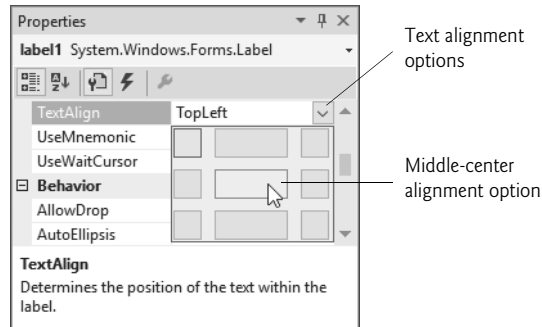 Properties
label1 System.Windows.Forms.Label
Text alignment
options
TextAlign TopLeft
UseMnemonic
UseWaitCursor
Behavior
AllowDrop
AutoEllipsis
Middle-center
alignment option
TextAlign
Determines the position of the text within the
label.